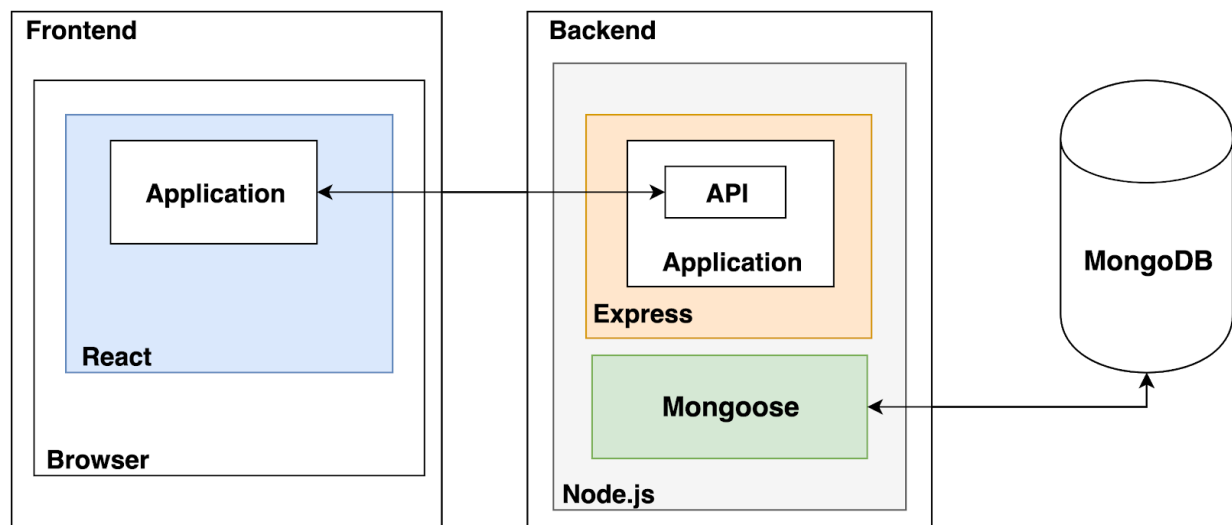 Frontend
Application
React
Browser
Backend
API
Application
Express
Mongoose
Node.js
MongoDB